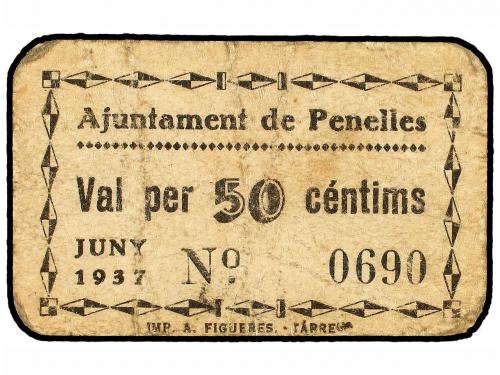 Ajuntament de Penelles
Val per 50 céntims
JUNY
1937 Nº 0690
IMP. A. FIGUERES. - TÀRREGA